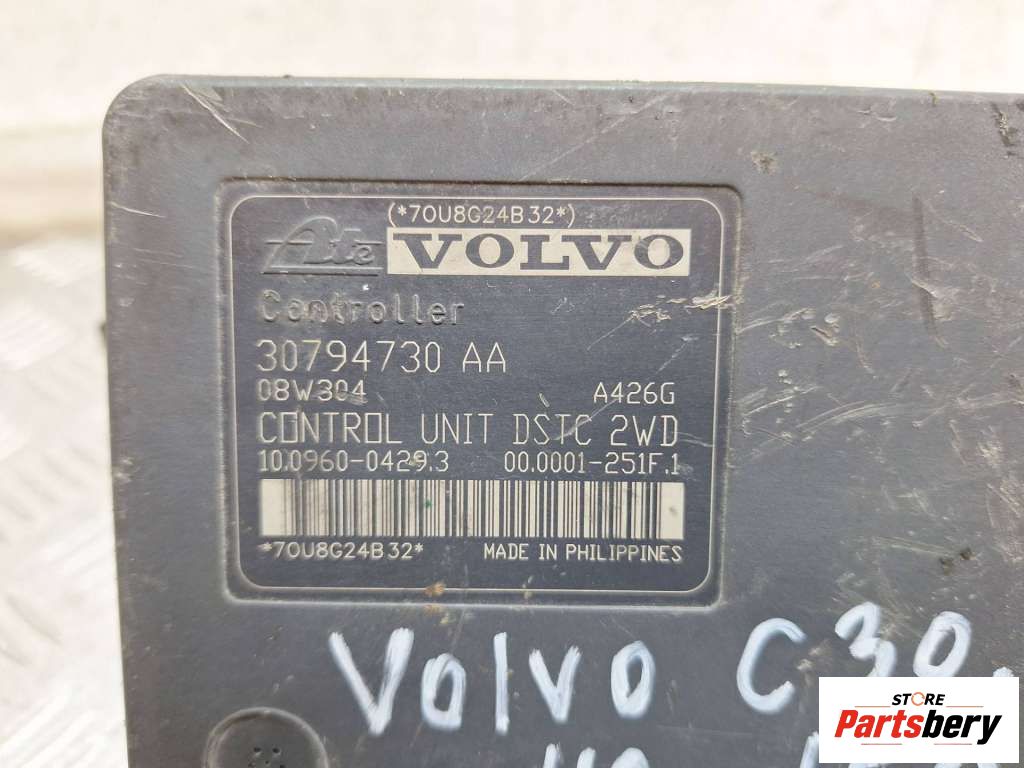 (*70U8G24B32*)
Ate VOLVO
Controller
30794730 AA
08W304 A426G
CONTROL UNIT DSTC 2WD
10.0960-0429.3 00.0001-251F.1
*70U8G24B32* MADE IN PHILIPPINES
Volvo C30
STORE
Partsbery